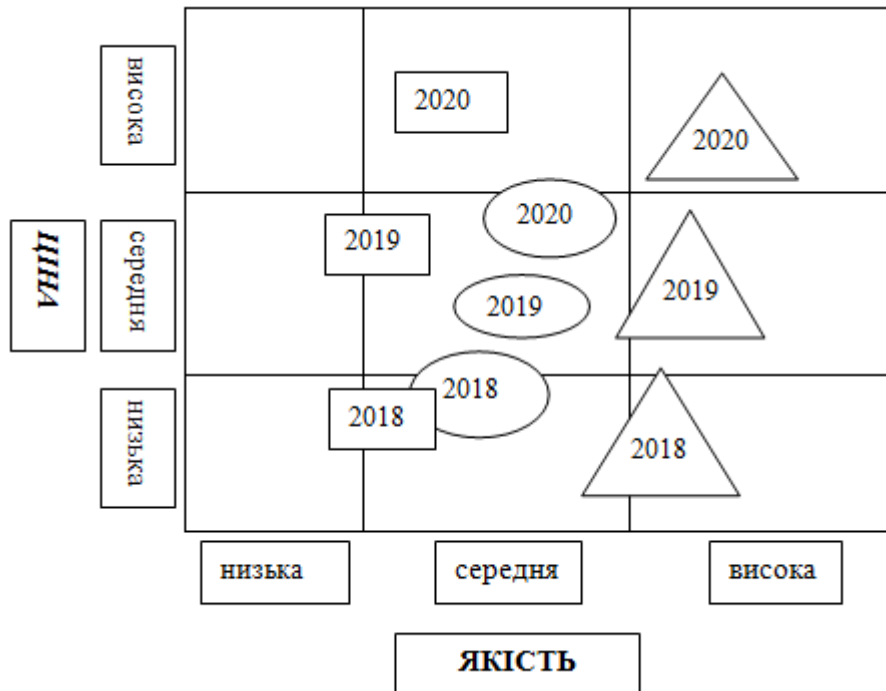 висока
2020
2020
2020
ЦІНА
середня
2019
2019
2019
низька
2018
2018
2018
низька
середня
висока
ЯКІСТЬ